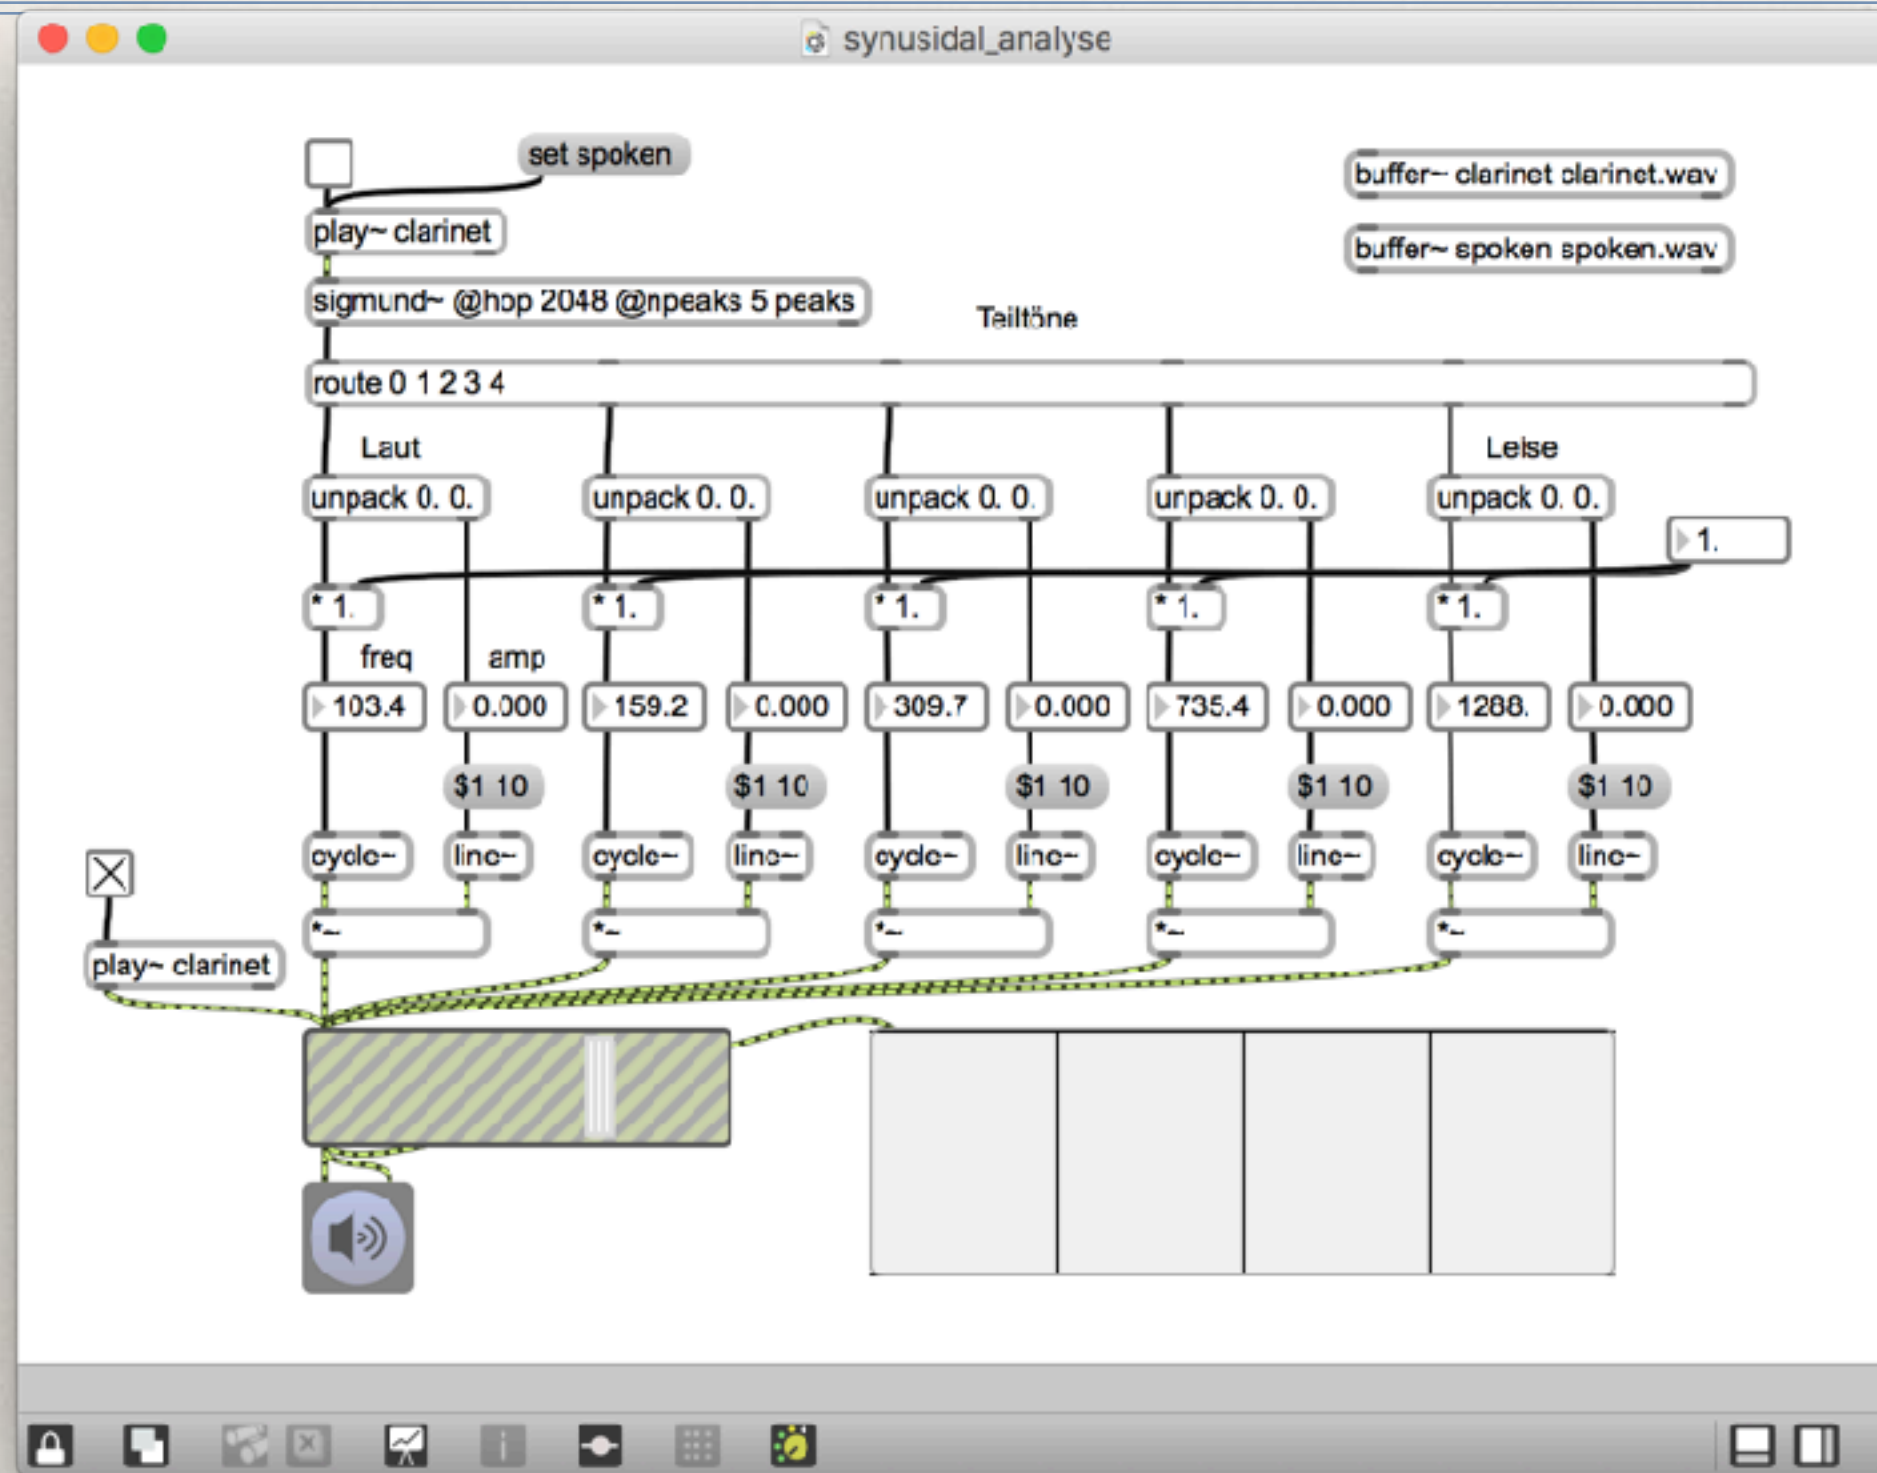 synusidal_analyse
set spoken
buffer~ clarinet clarinet.wav
play~ clarinet
buffer~ spoken spoken.wav
sigmund~ @hop 2048 @npeaks 5 peaks
Teiltöne
route 0 1 2 3 4
Laut
Leise
unpack 0. 0.
unpack 0. 0.
unpack 0. 0.
unpack 0. 0.
unpack 0. 0.
1.
* 1.
* 1.
* 1.
* 1.
* 1.
freq
amp
103.4
0.000
159.2
0.000
309.7
0.000
735.4
0.000
1288.
0.000
$1 10
$1 10
$1 10
$1 10
$1 10
cycle~
line~
cycle~
line~
cycle~
line~
cycle~
line~
cycle~
line~
*~
*~
*~
*~
*~
play~ clarinet